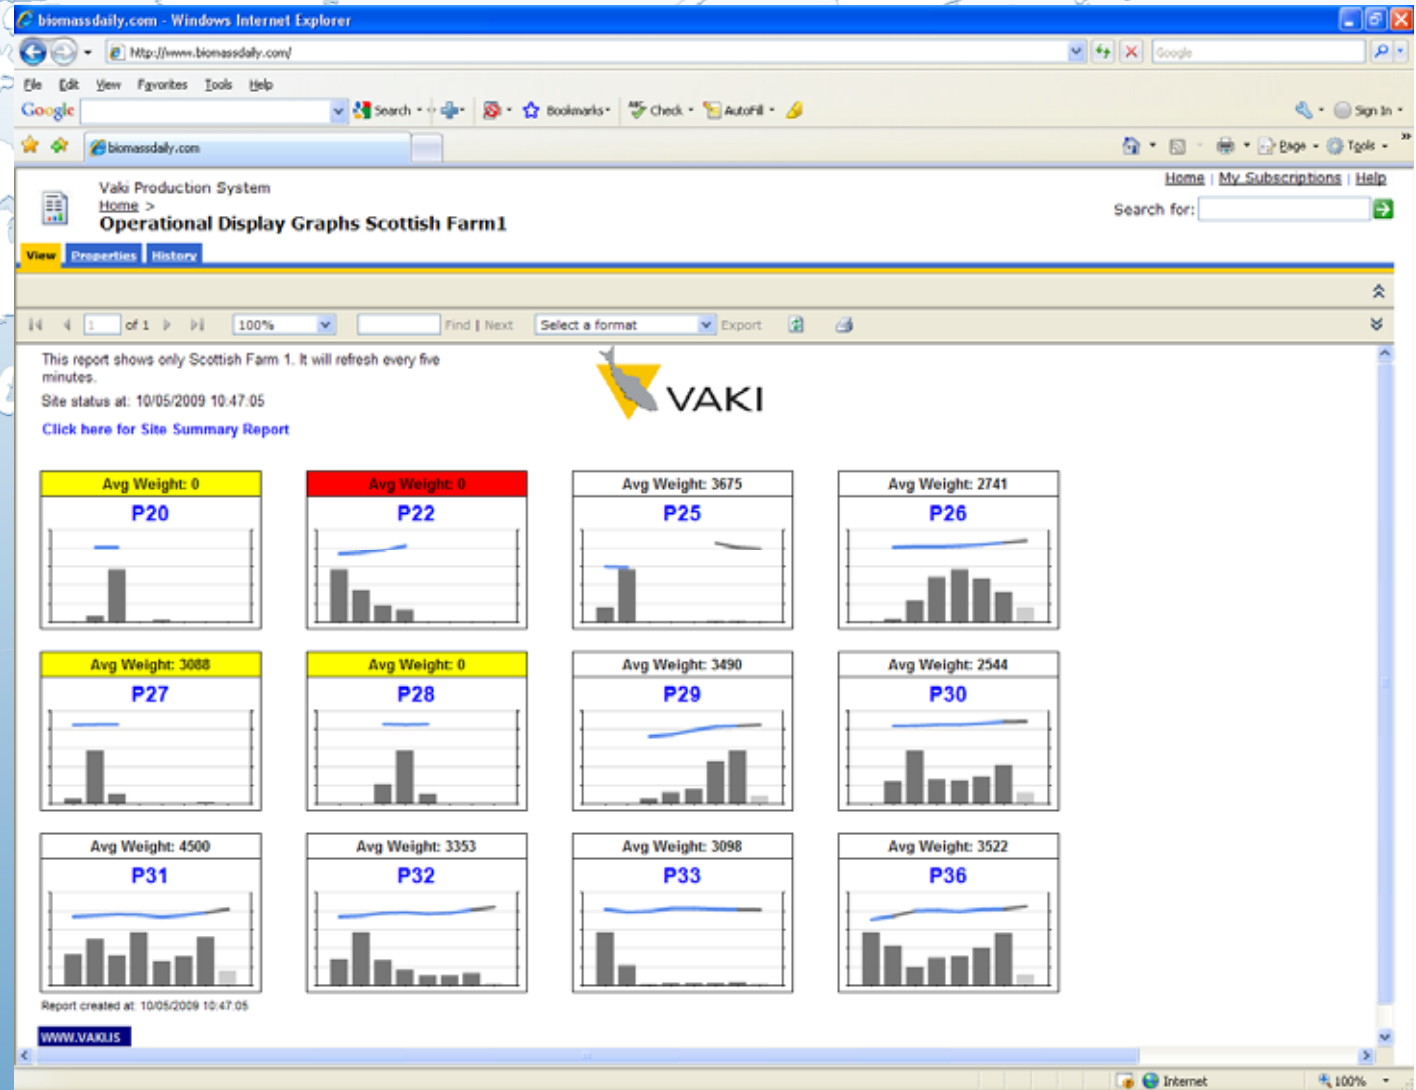 biomassdaily.com - Windows Internet Explorer
http://www.biomassdaily.com/
Google
File Edit View Favorites Tools Help
Google Search Bookmarks Check AutoFill Sign In
biomassdaily.com
Page Tools
Home | My Subscriptions | Help
Vaki Production System
Home >
Search for:
Operational Display Graphs Scottish Farm1
View Properties History
1 of 1 100% Find | Next Select a format Export
This report shows only Scottish Farm 1. It will refresh every five
minutes.
Site status at: 10/05/2009 10:47:05
Click here for Site Summary Report
VAKI
Avg Weight: 0
P20
Avg Weight: 0
P22
Avg Weight: 3675
P25
Avg Weight: 2741
P26
Avg Weight: 3088
P27
Avg Weight: 0
P28
Avg Weight: 3490
P29
Avg Weight: 2544
P30
Avg Weight: 4500
P31
Avg Weight: 3353
P32
Avg Weight: 3098
P33
Avg Weight: 3522
P36
Report created at: 10/05/2009 10:47:05
WWW.VAKI.IS
Internet 100%